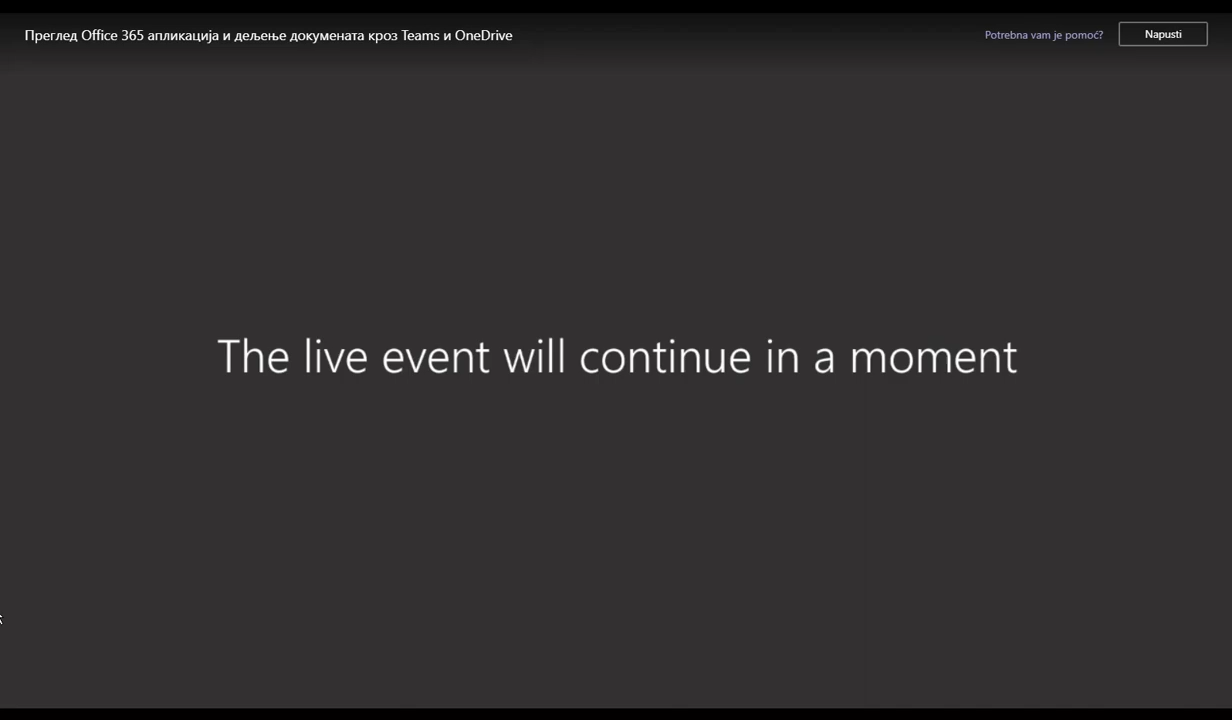 Преглед Office 365 апликација и дељење докумената кроз Teams и OneDrive
Potrebna vam je pomoć?
Napusti
The live event will continue in a moment